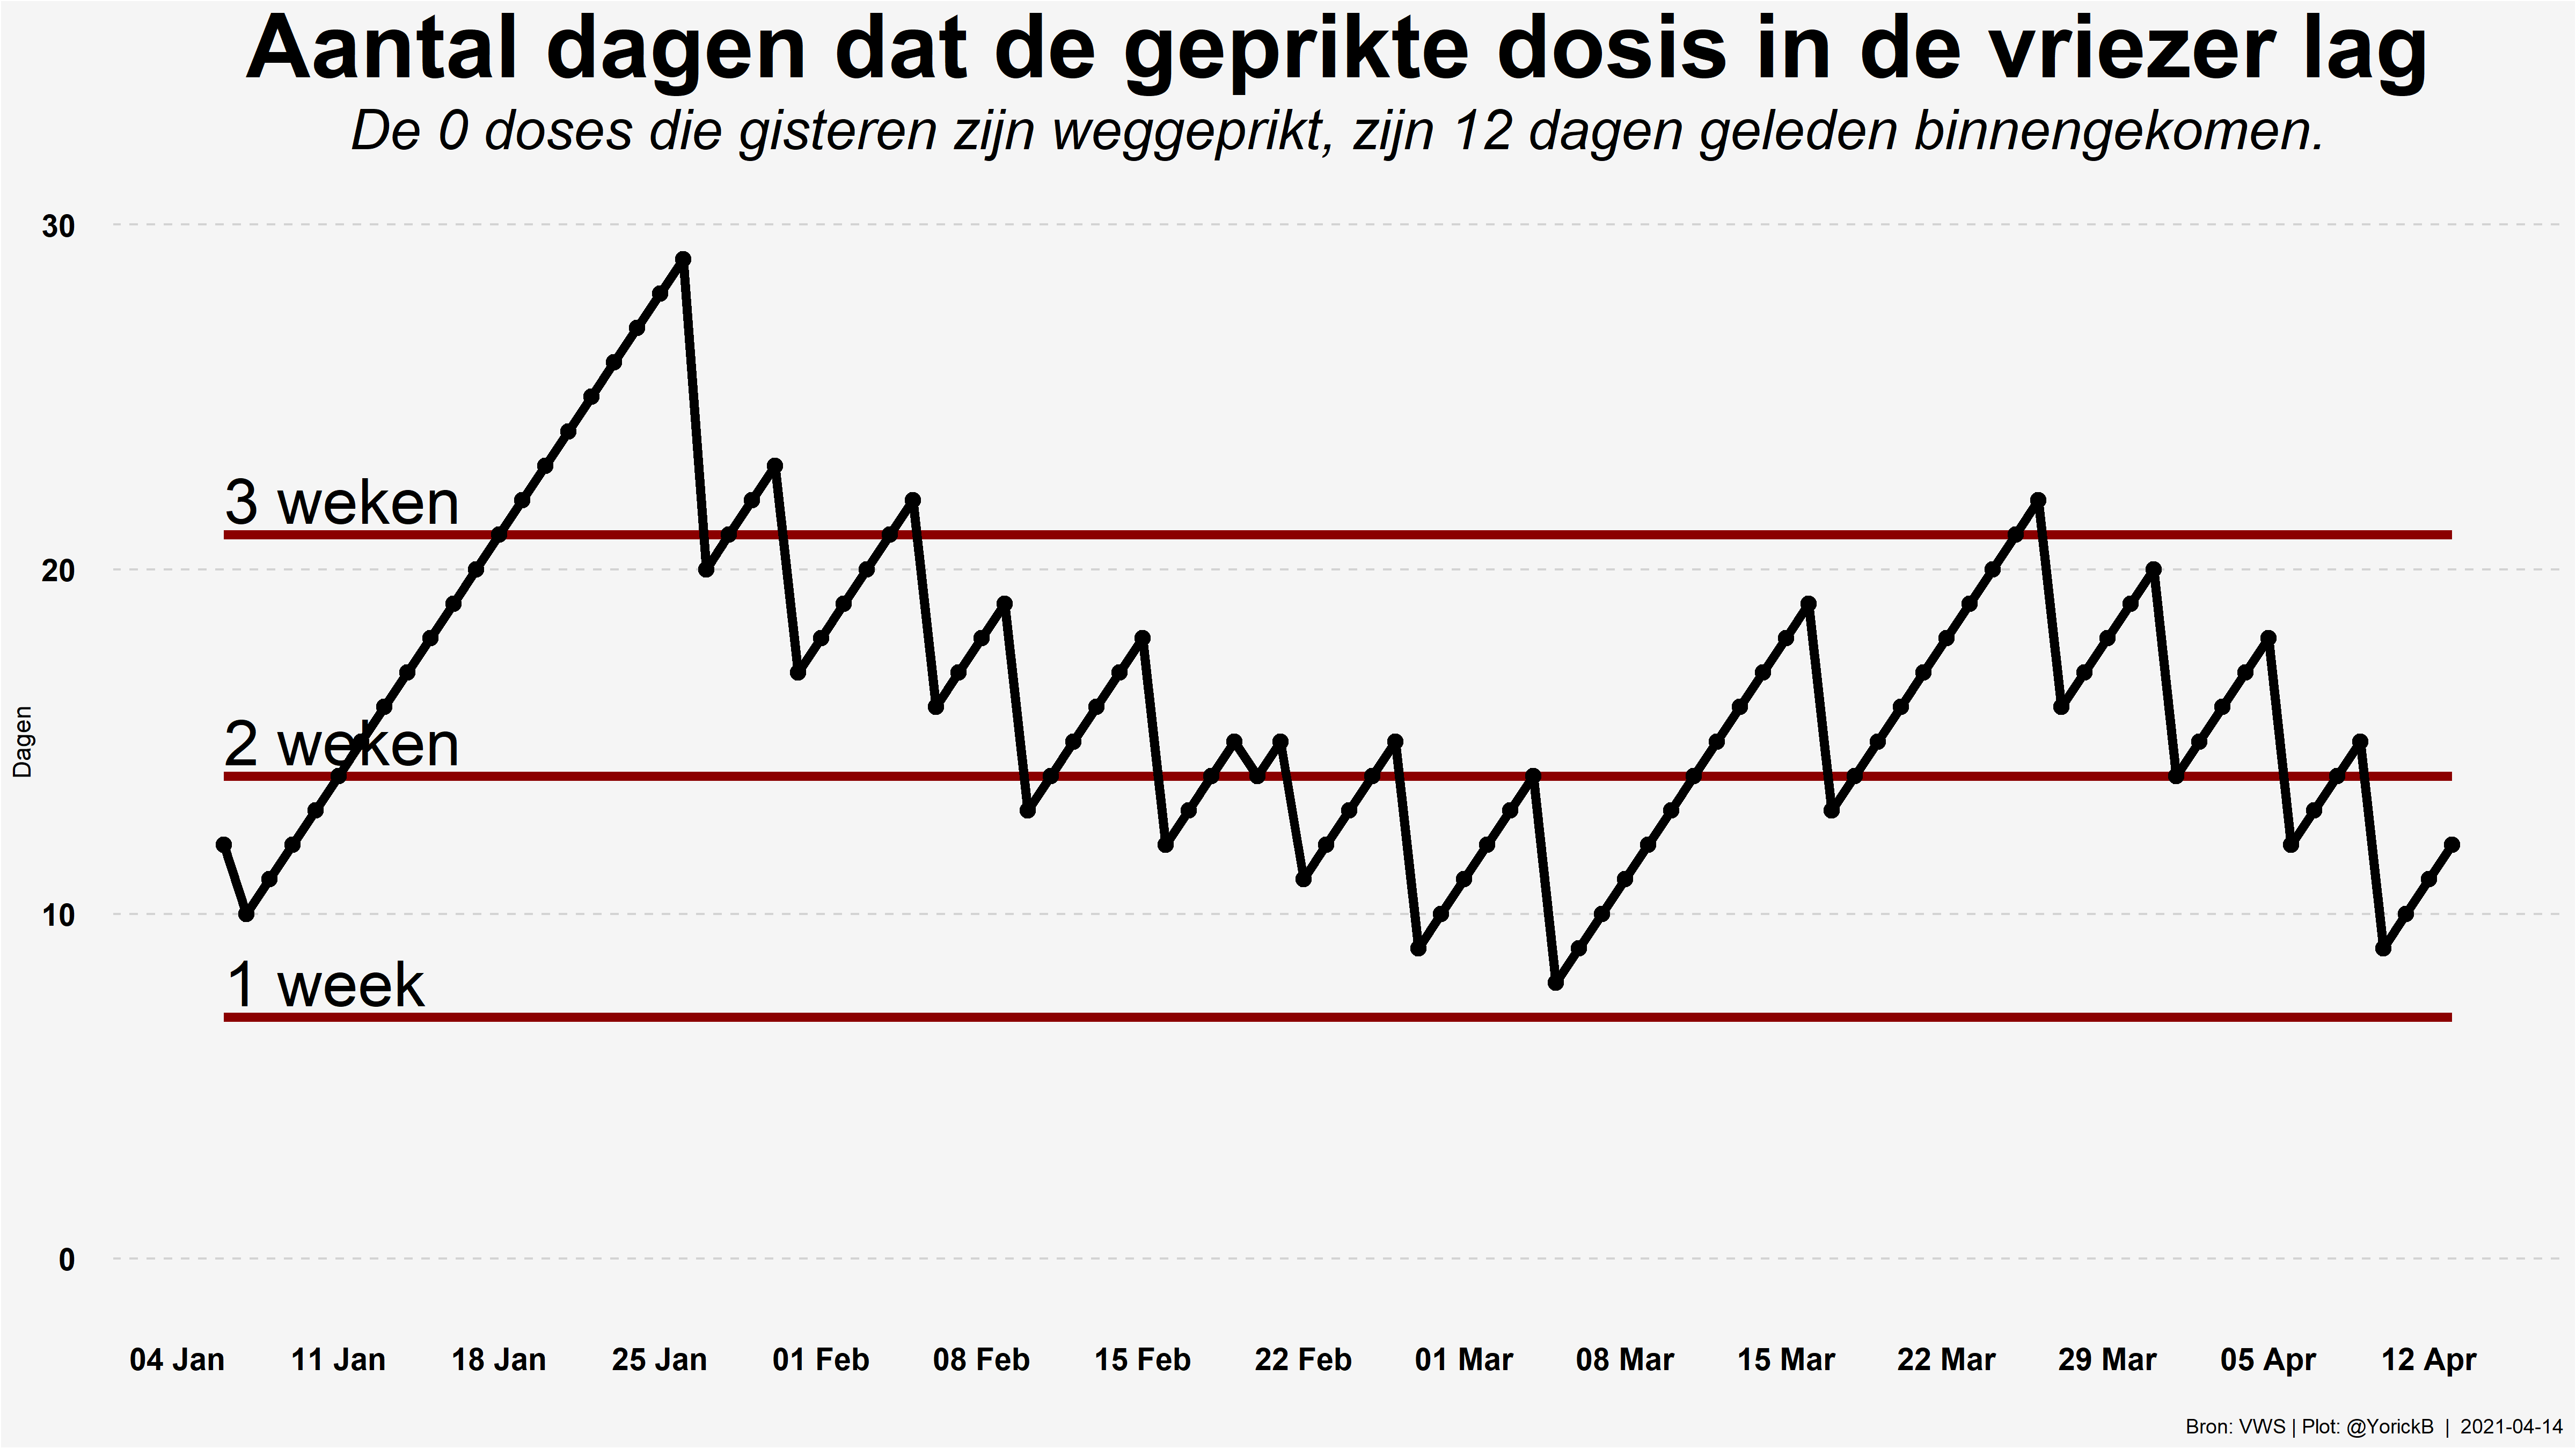 Aantal dagen dat de geprikte dosis in de vriezer lag
De 0 doses die gisteren zijn weggeprikt, zijn 12 dagen geleden binnengekomen.
30
3 weken
20
Dagen
2 weken
10
1 week
0
04 Jan 11 Jan 18 Jan 25 Jan 01 Feb 08 Feb 15 Feb 22 Feb 01 Mar 08 Mar 15 Mar 22 Mar 29 Mar 05 Apr 12 Apr
Bron: VWS | Plot: @YorickB | 2021-04-14